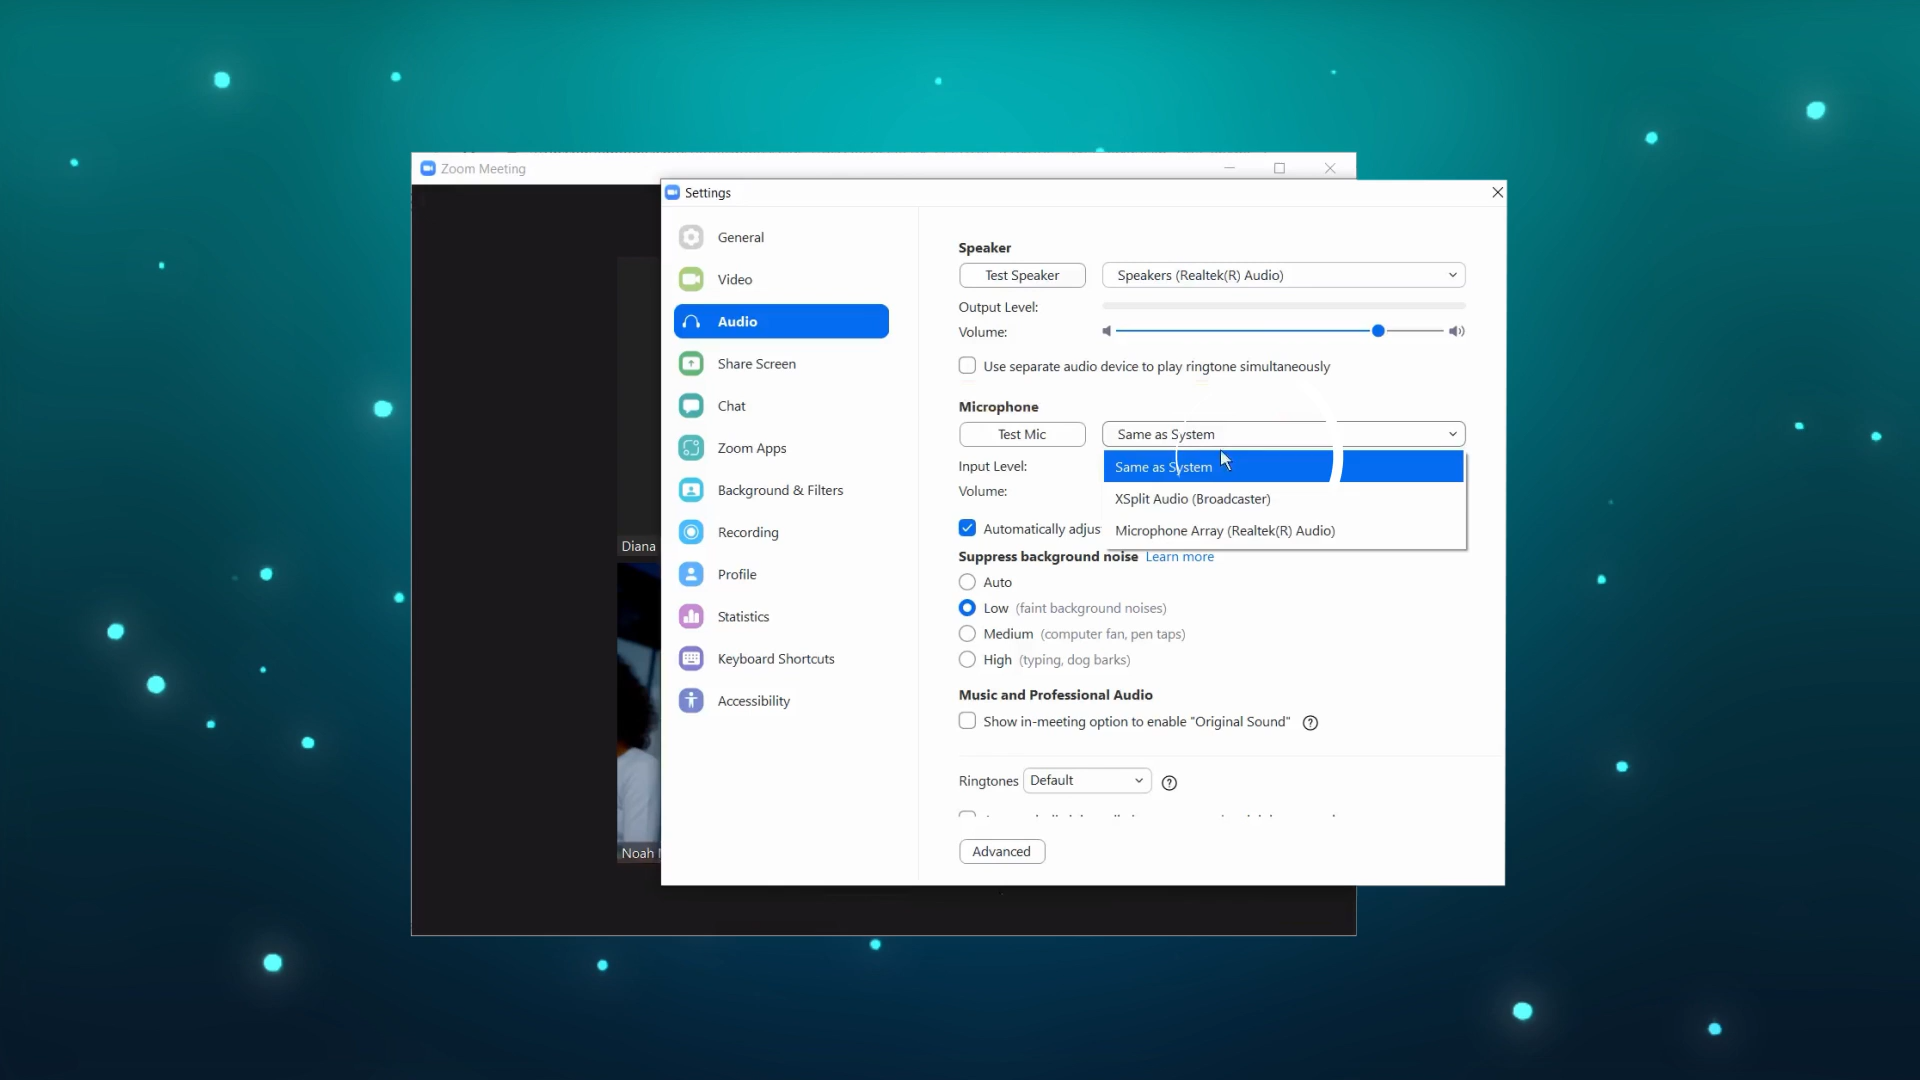 Zoom Meeting
Settings
General
Video
Audio
Share Screen
Chat
Zoom Apps
Background & Filters
Recording
Profile
Statistics
Keyboard Shortcuts
Accessibility
Speaker
Test Speaker
Speakers (Realtek(R) Audio)
Output Level:
Volume:
Use separate audio device to play ringtone simultaneously
Microphone
Test Mic
Same as System
Input Level:
Same as System
Volume:
XSplit Audio (Broadcaster)
Automatically adjus
Microphone Array (Realtek(R) Audio)
Suppress background noise Learn more
Auto
Low (faint background noises)
Medium (computer fan, pen taps)
High (typing, dog barks)
Music and Professional Audio
Show in-meeting option to enable "Original Sound" ?
Ringtones Default ?
Advanced
Diana
Noah